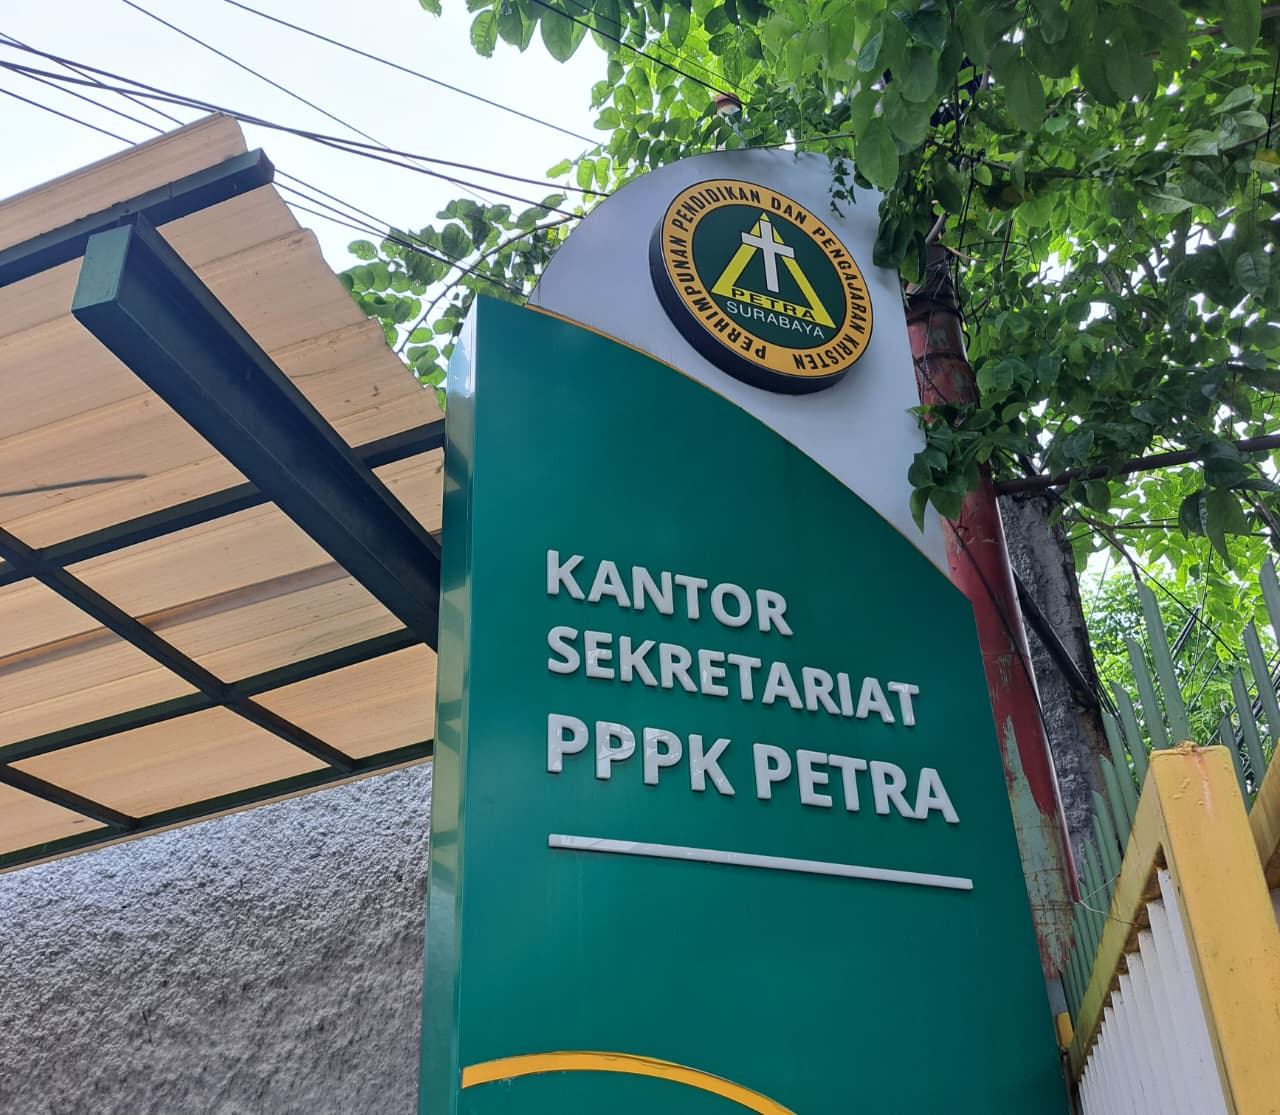 PERHIMPUNAN PENDIDIKAN DAN PENGAJARAN KRISTEN
PETRA
SURABAYA
KANTOR
SEKRETARIAT
PPPK PETRA